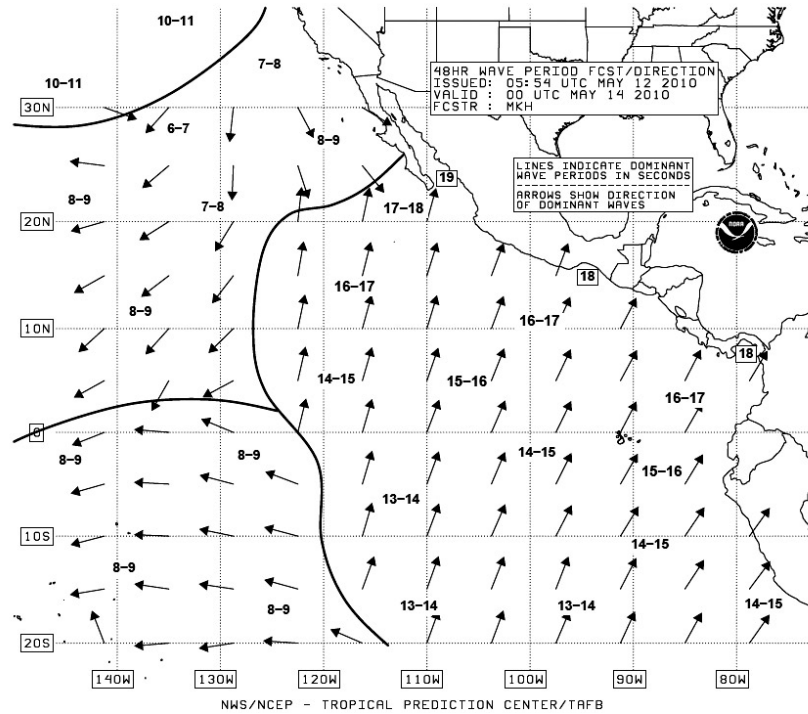 10–11
7–8
10–11
48HR WAVE PERIOD FCST/DIRECTION
ISSUED: 05:54 UTC MAY 12 2010
VALID : 00 UTC MAY 14 2010
FCSTR : MKH
30N
6–7
8–9
LINES INDICATE DOMINANT
WAVE PERIODS IN SECONDS
ARROWS SHOW DIRECTION
OF DOMINANT WAVES
19
8–9
7–8
17–18
20N
NOAA
18
16–17
8–9
16–17
10N
18
14–15
15–16
16–17
0
8–9
8–9
14–15
15–16
13–14
10S
14–15
8–9
8–9
13–14
13–14
14–15
20S
140W
130W
120W
110W
100W
90W
80W
NWS/NCEP – TROPICAL PREDICTION CENTER/TAFB